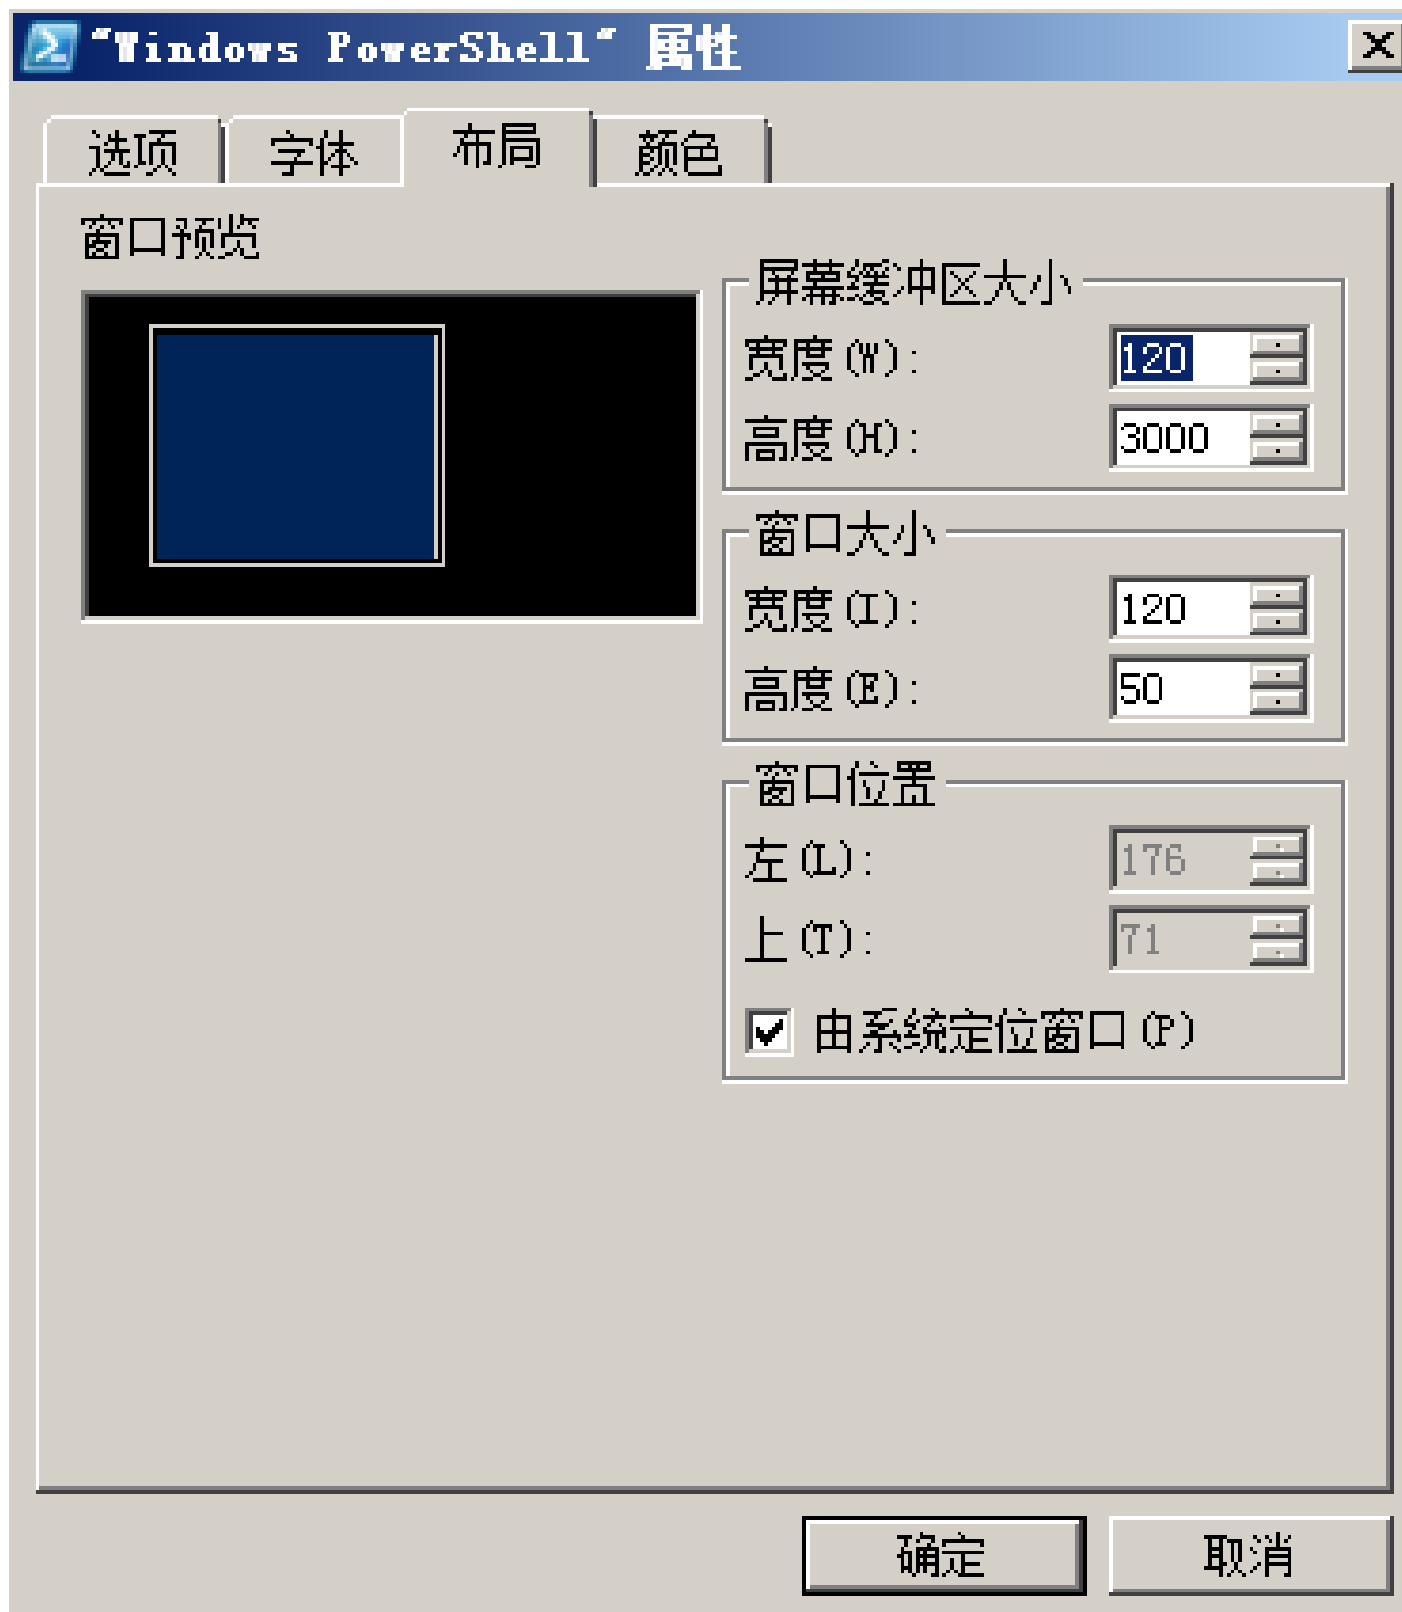 “Windows PowerShell” 属性
选项 字体 布局 颜色
窗口预览
屏幕缓冲区大小
宽度(W): 120
高度(H): 3000
窗口大小
宽度(I): 120
高度(E): 50
窗口位置
左(L): 176
上(T): 71
由系统定位窗口(P)
确定 取消